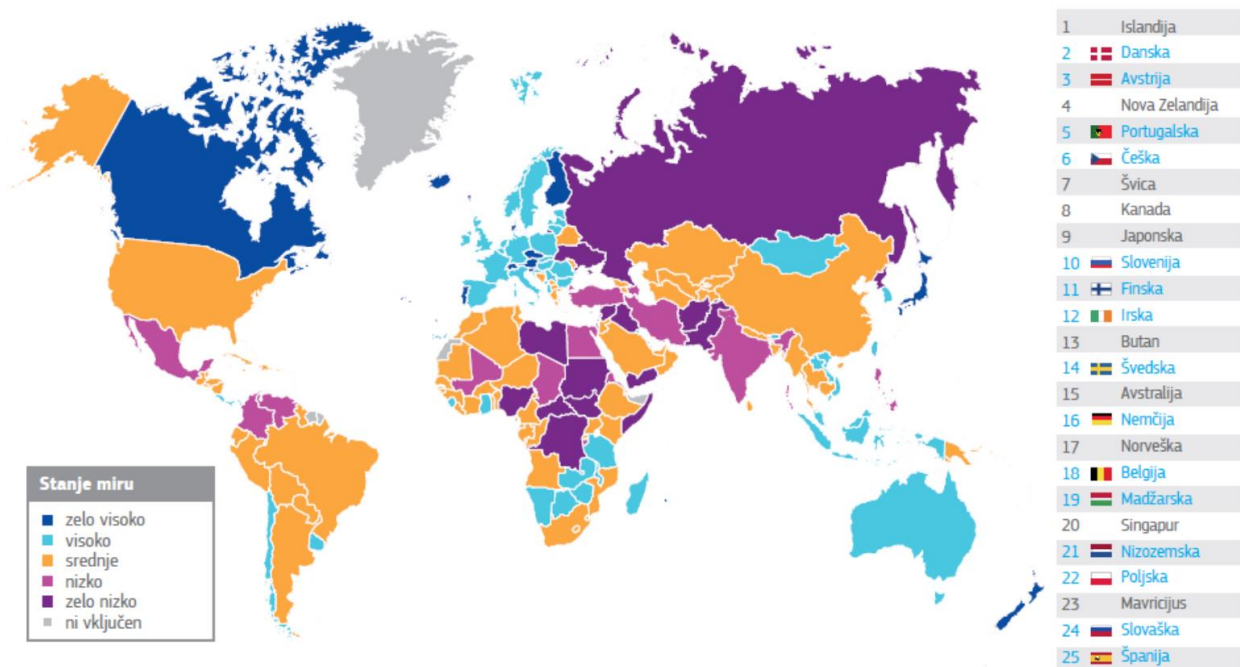 Stanje miru
zelo visoko
visoko
srednje
nizko
zelo nizko
ni vključen
1 Islandija
2 Danska
3 Avstrija
4 Nova Zelandija
5 Portugalska
6 Češka
7 Švica
8 Kanada
9 Japonska
10 Slovenija
11 Finska
12 Irska
13 Butan
14 Švedska
15 Avstralija
16 Nemčija
17 Norveška
18 Belgija
19 Madžarska
20 Singapur
21 Nizozemska
22 Poljska
23 Mavricijus
24 Slovaška
25 Španija